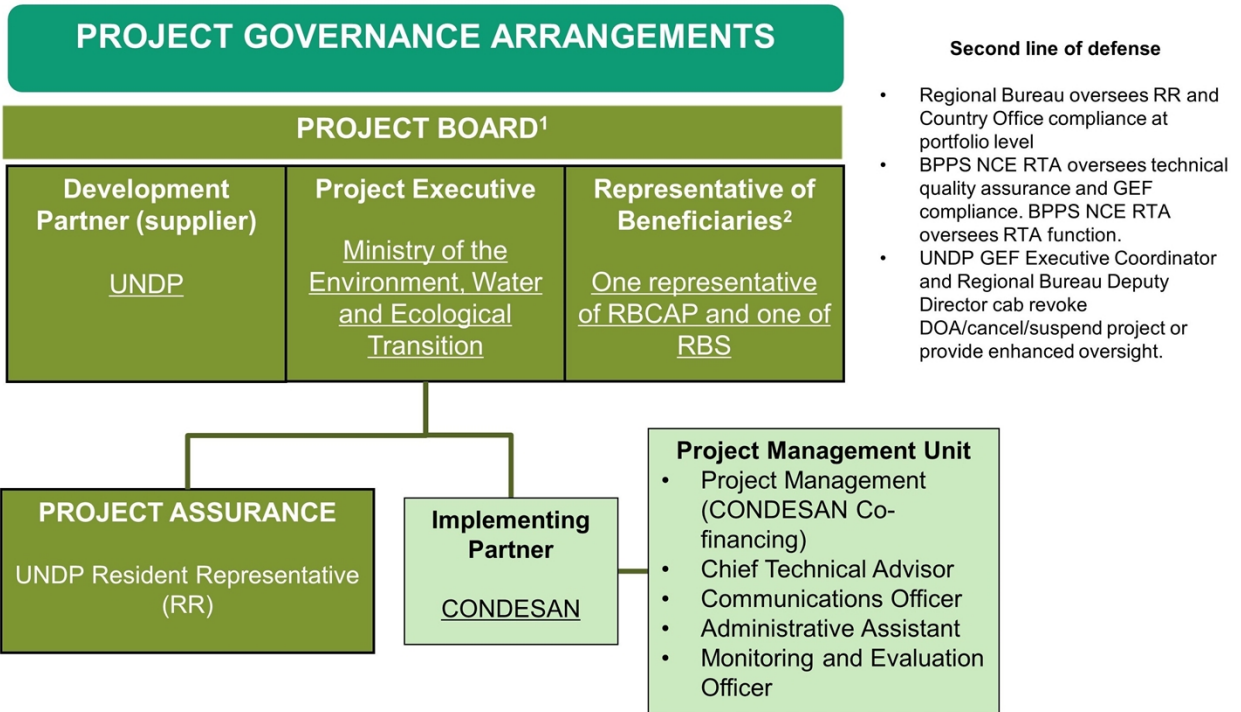 PROJECT GOVERNANCE ARRANGEMENTS
PROJECT BOARD¹
Development
Partner (supplier)
UNDP
Project Executive
Ministry of the
Environment, Water
and Ecological
Transition
Representative of
Beneficiaries²
One representative
of RBCAP and one of
RBS
Second line of defense
• Regional Bureau oversees RR and
Country Office compliance at
portfolio level
• BPPS NCE RTA oversees technical
quality assurance and GEF
compliance. BPPS NCE RTA
oversees RTA function.
• UNDP GEF Executive Coordinator
and Regional Bureau Deputy
Director cab revoke
DOA/cancel/suspend project or
provide enhanced oversight.
PROJECT ASSURANCE
UNDP Resident Representative
(RR)
Implementing
Partner
CONDESAN
Project Management Unit
• Project Management
(CONDESAN Co-
financing)
• Chief Technical Advisor
• Communications Officer
• Administrative Assistant
• Monitoring and Evaluation
Officer